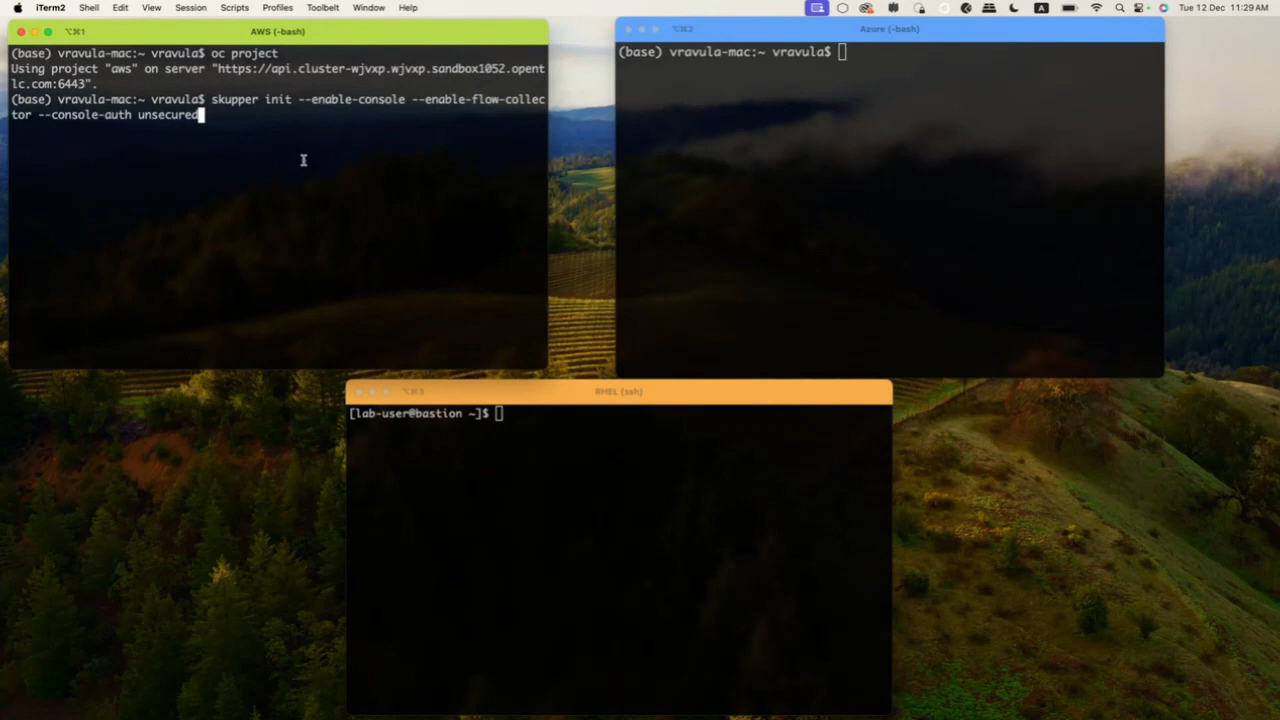 iTerm2 Shell Edit View Session Scripts Profiles Toolbelt Window Help A Tue 12 Dec 11:29 AM
⌥⌘1 AWS (-bash)
(base) vravula-mac:~ vravula$ oc project
Using project "aws" on server "https://api.cluster-wjvxp.wjvxp.sandbox1052.opent
lc.com:6443".
(base) vravula-mac:~ vravula$ skupper init --enable-console --enable-flow-collec
tor --console-auth unsecured
⌥⌘2 Azure (-bash)
(base) vravula-mac:~ vravula$
⌥⌘3 RHEL (ssh)
[lab-user@bastion ~]$